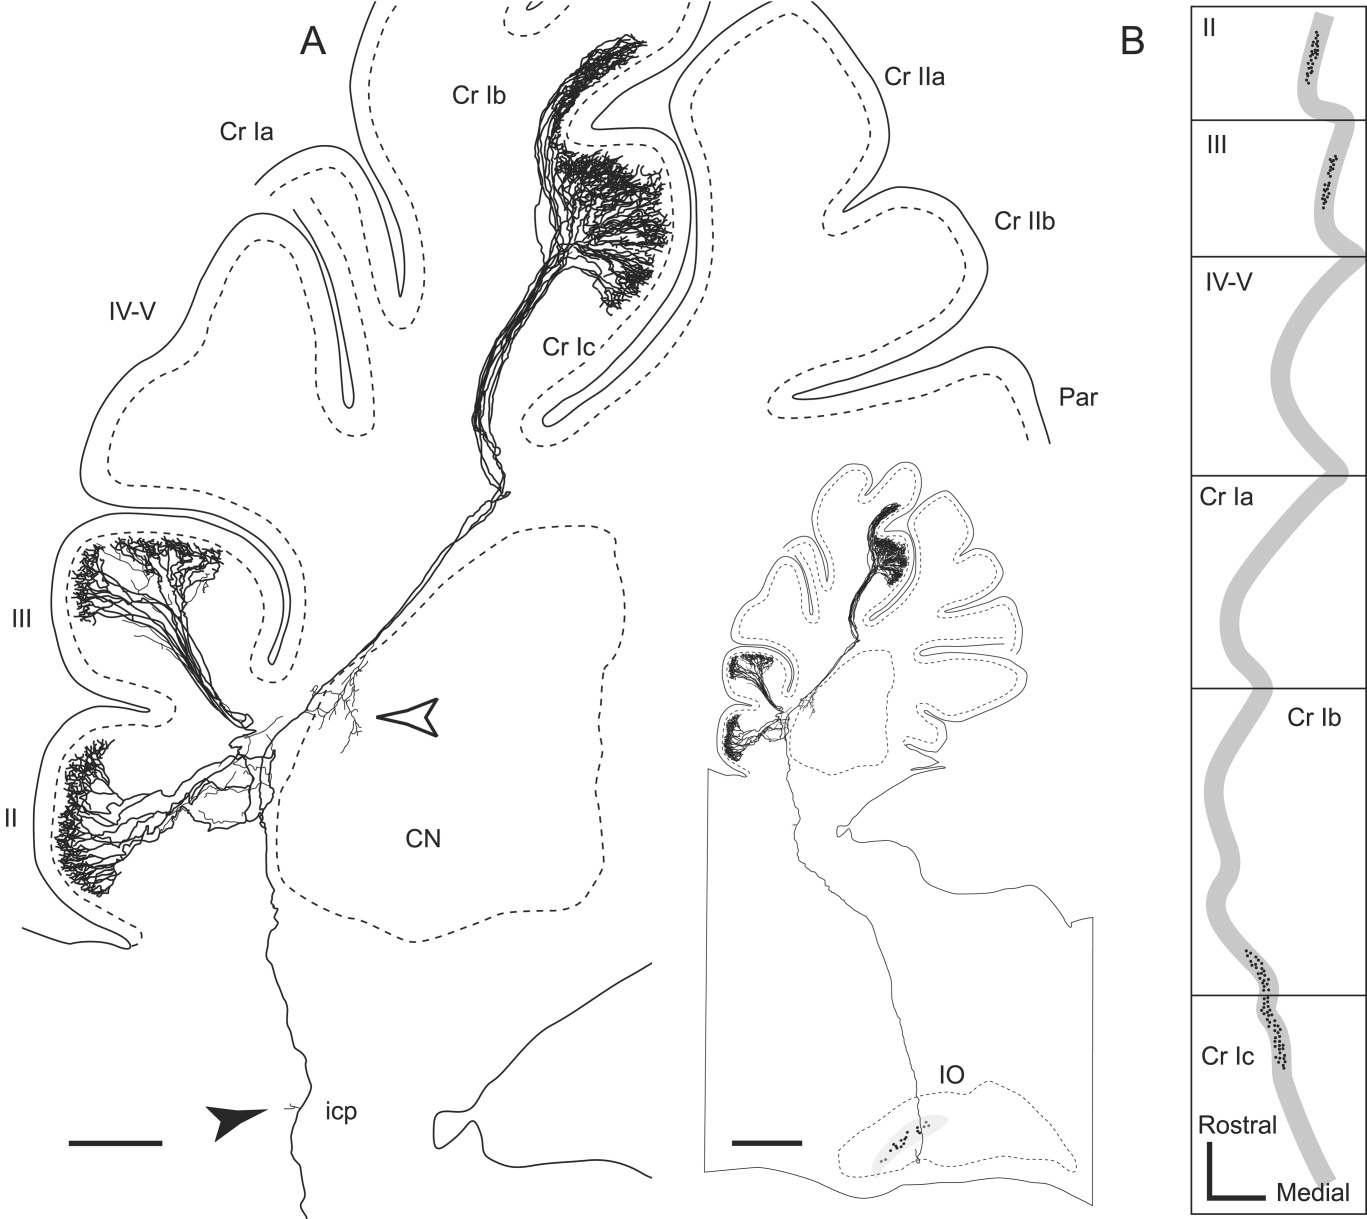 A
Cr Ib
Cr Ia
Cr IIa
Cr IIb
IV-V
Cr Ic
Par
III
II
CN
icp
IO
B
II
III
IV-V
Cr Ia
Cr Ib
Cr Ic
Rostral
Medial